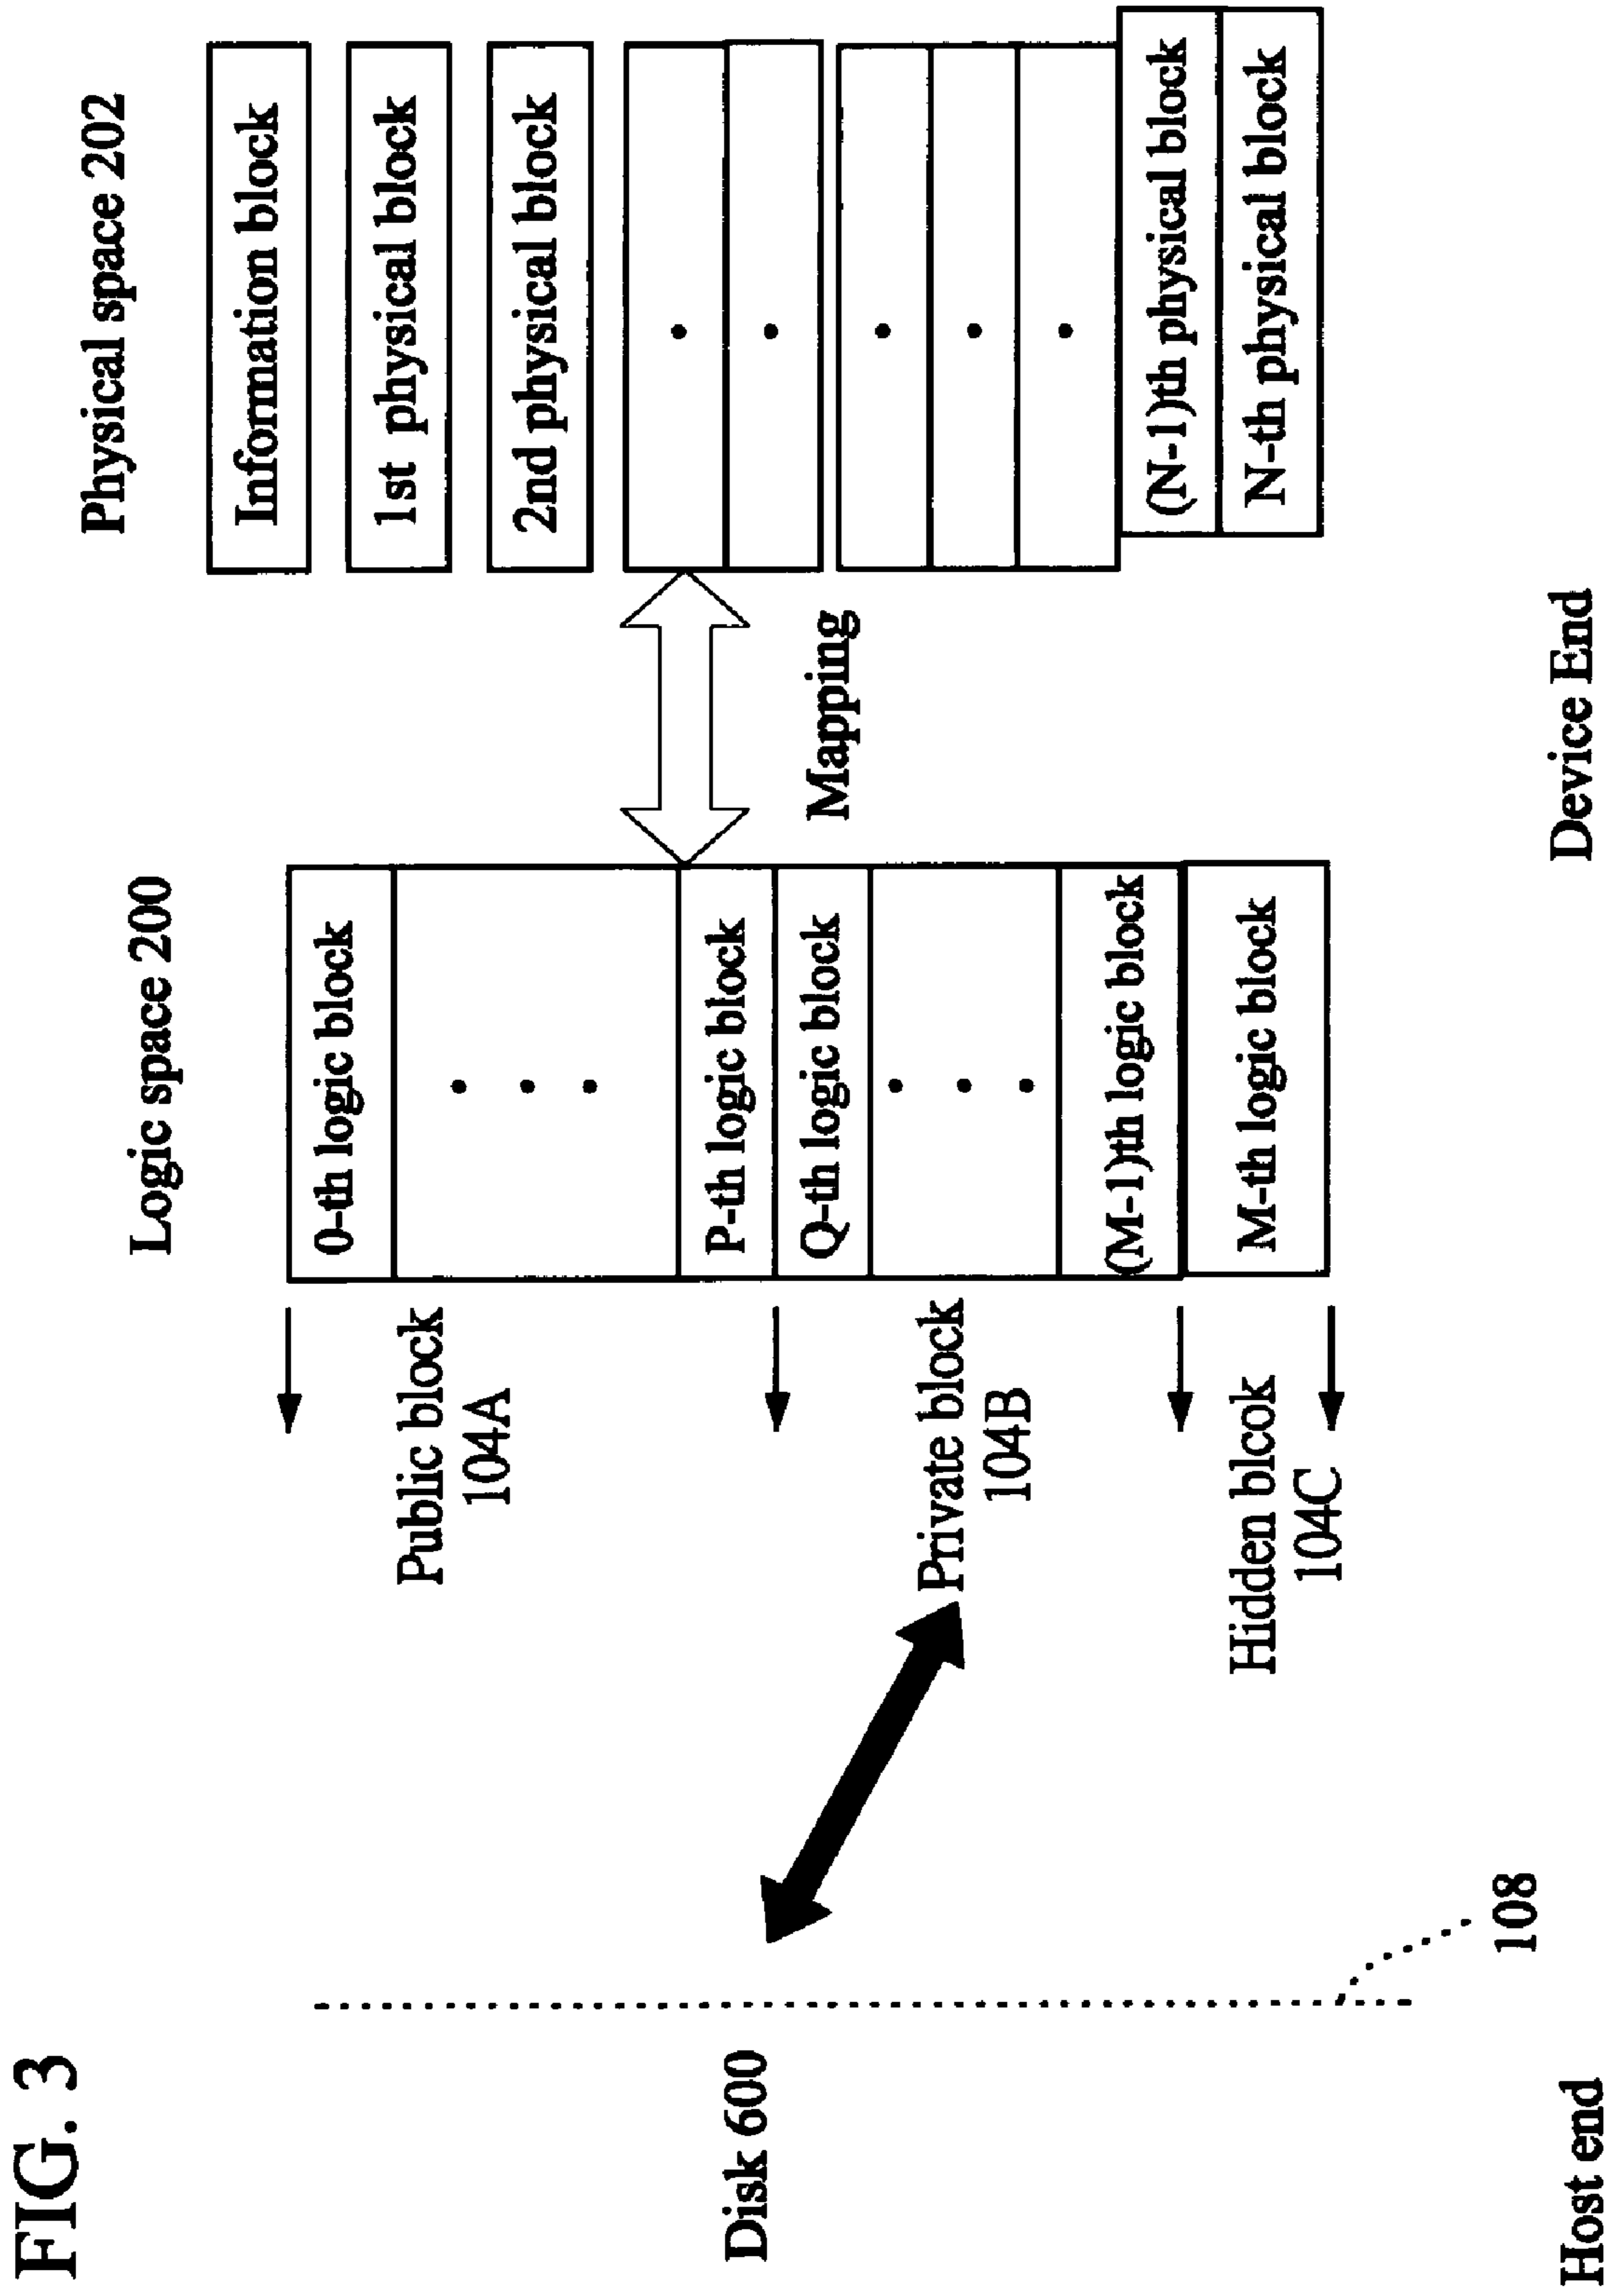 FIG. 3
Logic space 200
Physical space 202
0-th logic block
P-th logic block
Q-th logic block
(M-1)th logic block
M-th logic block
Public block
104A
Private block
104B
Hidden blcok
104C
Information block
1st physical block
2nd physical block
(N-1)th physical block
N-th physical block
Mapping
Disk 600
108
Host end
Device End